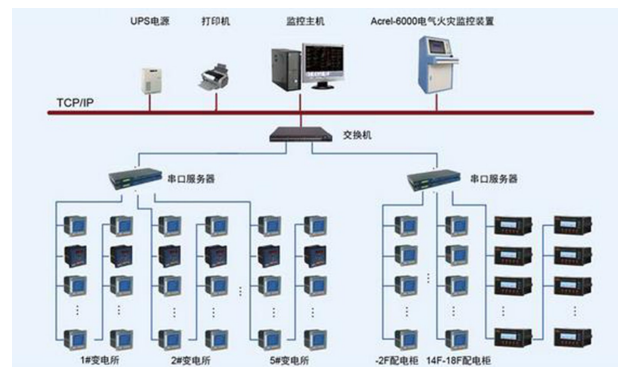 UPS电源 打印机 监控主机 Acrel-6000电气火灾监控装置
TCP/IP
交换机
串口服务器 串口服务器
1#变电所 2#变电所 5#变电所 -2F配电柜 14F-18F配电柜